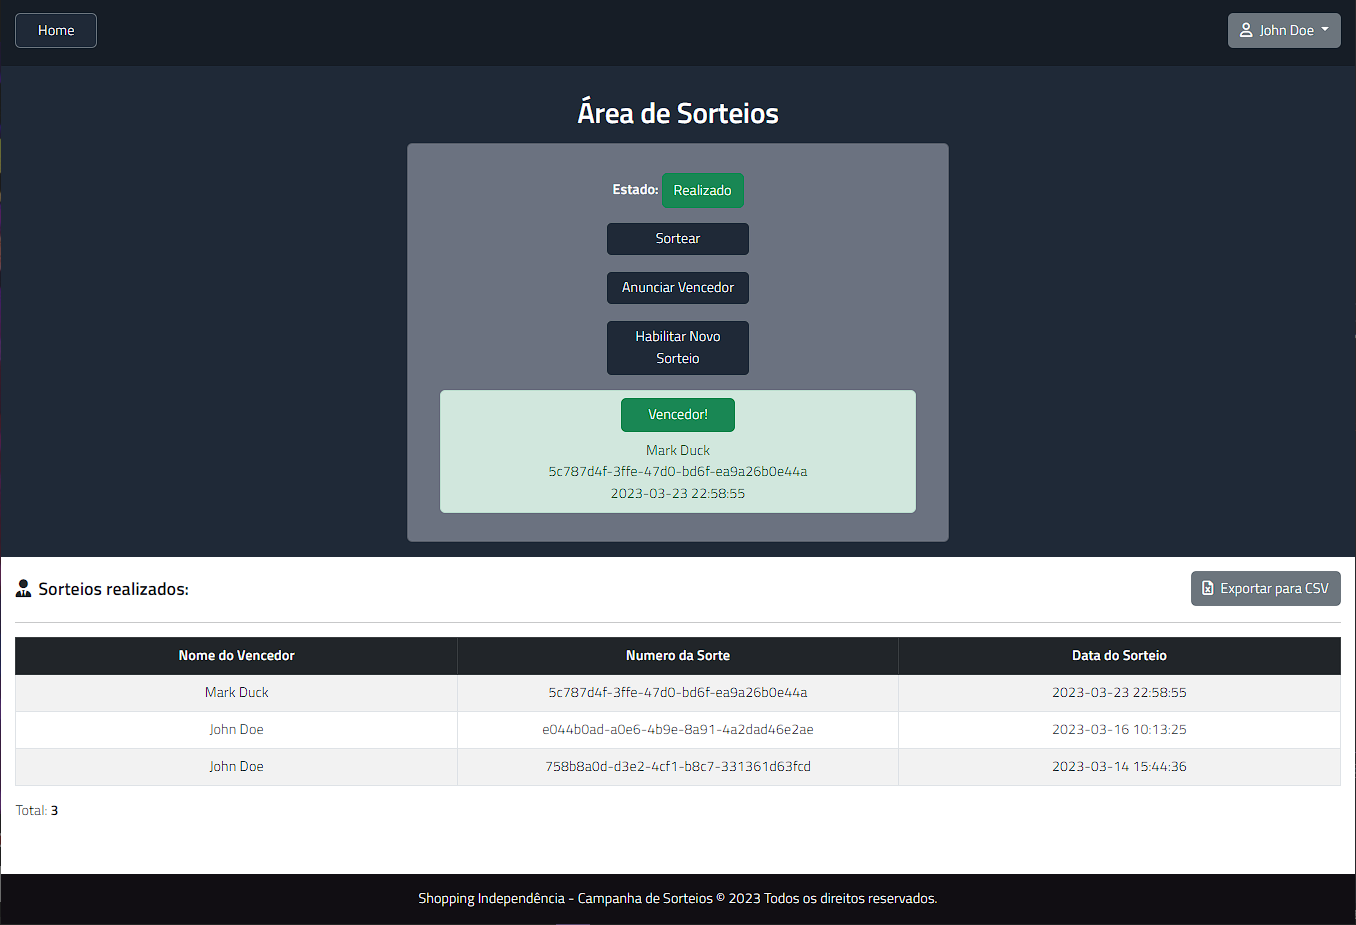 Home
John Doe
Área de Sorteios
Estado: Realizado
Sortear
Anunciar Vencedor
Habilitar Novo
Sorteio
Vencedor!
Mark Duck
5c787d4f-3ffe-47d0-bd6f-ea9a26b0e44a
2023-03-23 22:58:55
Sorteios realizados:
Exportar para CSV
Nome do Vencedor Numero da Sorte Data do Sorteio
Mark Duck 5c787d4f-3ffe-47d0-bd6f-ea9a26b0e44a 2023-03-23 22:58:55
John Doe e044b0ad-a0e6-4b9e-8a91-4a2dad46e2ae 2023-03-16 10:13:25
John Doe 758b8a0d-d3e2-4cf1-b8c7-331361d63fcd 2023-03-14 15:44:36
Total: 3
Shopping Independência - Campanha de Sorteios © 2023 Todos os direitos reservados.